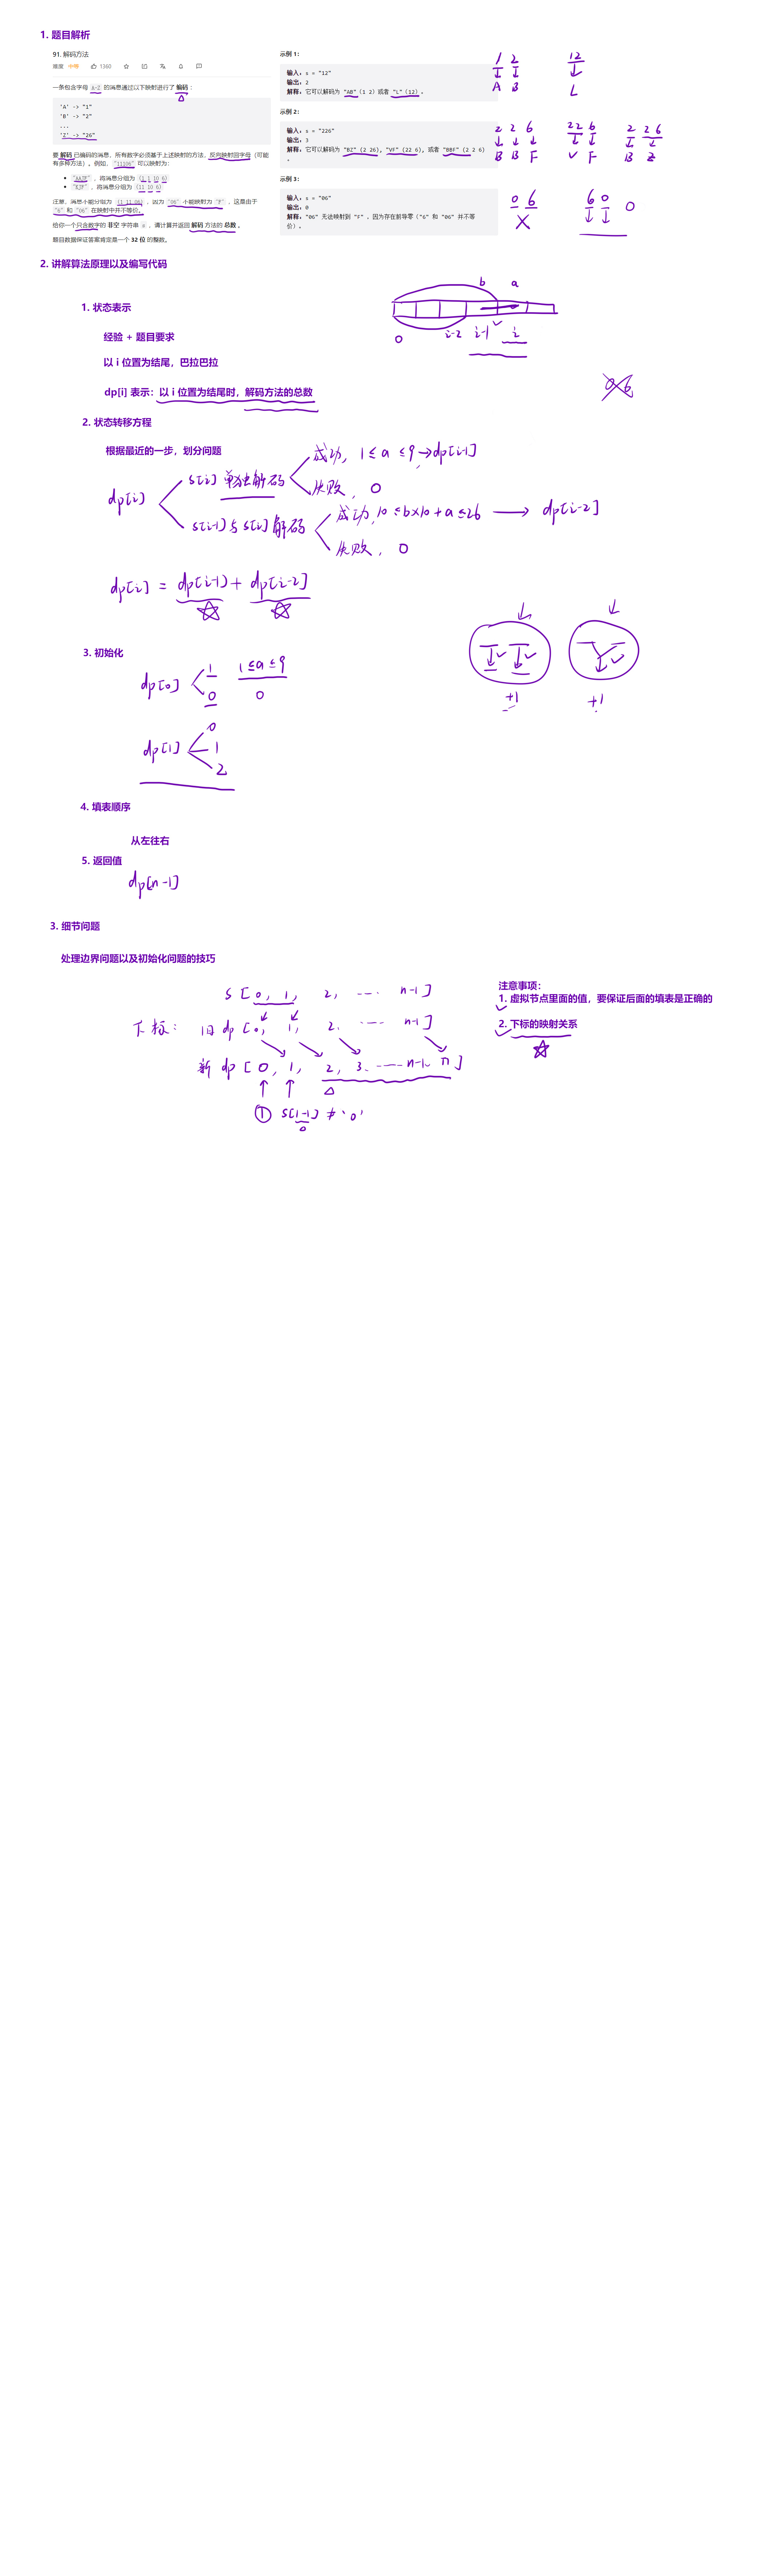 1. 题目解析
91. 解码方法
难度 中等 1360
一条包含字母 A-Z 的消息通过以下映射进行了 编码 ：
'A' -> "1"
'B' -> "2"
...
'Z' -> "26"
要 解码 已编码的消息，所有数字必须基于上述映射的方法，反向映射回字母（可能
有多种方法）。例如，"11106" 可以映射为：
"AAJF" ，将消息分组为 (1 1 10 6)
"KJF" ，将消息分组为 (11 10 6)
注意，消息不能分组为 (1 11 06) ，因为 "06" 不能映射为 "F" ，这是由于
"6" 和 "06" 在映射中并不等价。
给你一个只含数字的 非空 字符串 s ，请计算并返回 解码 方法的 总数 。
题目数据保证答案肯定是一个 32 位 的整数。
示例 1：
输入：s = "12"
输出：2
解释：它可以解码为 "AB"（1 2）或者 "L"（12）。
示例 2：
输入：s = "226"
输出：3
解释：它可以解码为 "BZ" (2 26), "VF" (22 6), 或者 "BBF" (2 2 6)
。
示例 3：
输入：s = "06"
输出：0
解释："06" 无法映射到 "F" ，因为存在前导零（"6" 和 "06" 并不等
价）。
1 2
A B
12
L
2 2 6
B B F
22 6
V F
2 26
B Z
0 6
X
6 0
0
2. 讲解算法原理以及编写代码
1. 状态表示
经验 + 题目要求
以 i 位置为结尾，巴拉巴拉
dp[i] 表示：以 i 位置为结尾时，解码方法的总数
b a
0 i-2 i-1 i
06
2. 状态转移方程
根据最近的一步，划分问题
dp[i]
s[i] 单独解码
成功, 1 ≤ a ≤ 9 → dp[i-1]
失败, 0
s[i-1] 与 s[i] 解码
成功, 10 ≤ b×10 + a ≤ 26 → dp[i-2]
失败, 0
dp[i] = dp[i-1] + dp[i-2]
+1 +1
3. 初始化
dp[0]
1 1 ≤ a ≤ 9
0 0
dp[1]
0
1
2
4. 填表顺序
从左往右
5. 返回值
dp[n-1]
3. 细节问题
处理边界问题以及初始化问题的技巧
s [0, 1, 2, ---- n-1]
下标： 旧 dp [0, 1, 2. ---- n-1]
新 dp [0, 1, 2, 3. ---- n-1. n]
① s[1-1] ≠ '0'
0
注意事项：
1. 虚拟节点里面的值，要保证后面的填表是正确的
2. 下标的映射关系